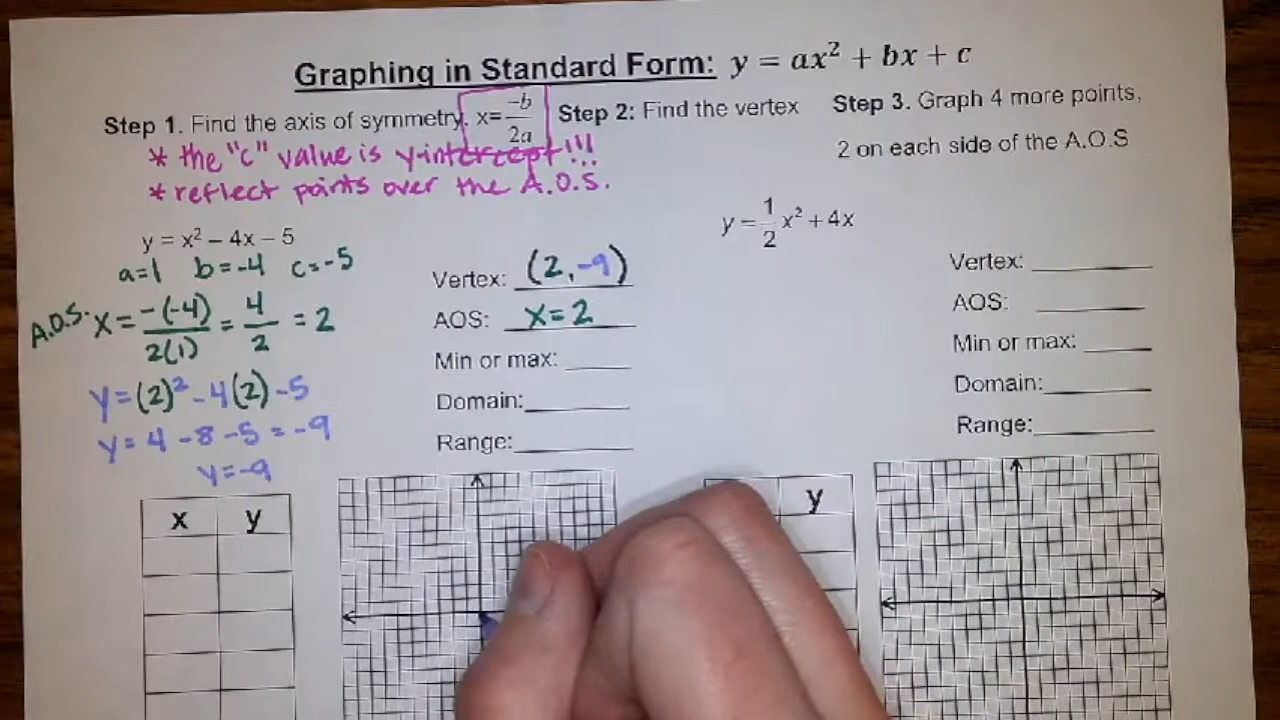 Graphing in Standard Form: y = ax² + bx + c
Step 1. Find the axis of symmetry. x=-b/2a
* the "c" value is y-intercept!!!
* reflect points over the A.O.S.
Step 2: Find the vertex
Step 3. Graph 4 more points,
2 on each side of the A.O.S
y = x² – 4x – 5
a=1 b=-4 c=-5
A.O.S. x = -(-4)/2(1) = 4/2 = 2
y=(2)²-4(2)-5
y= 4 -8 -5 = -9
y=-9
Vertex: (2,-9)
AOS: x=2
Min or max:
Domain:
Range:
x y
y = 1/2 x² + 4x
Vertex:
AOS:
Min or max:
Domain:
Range:
y